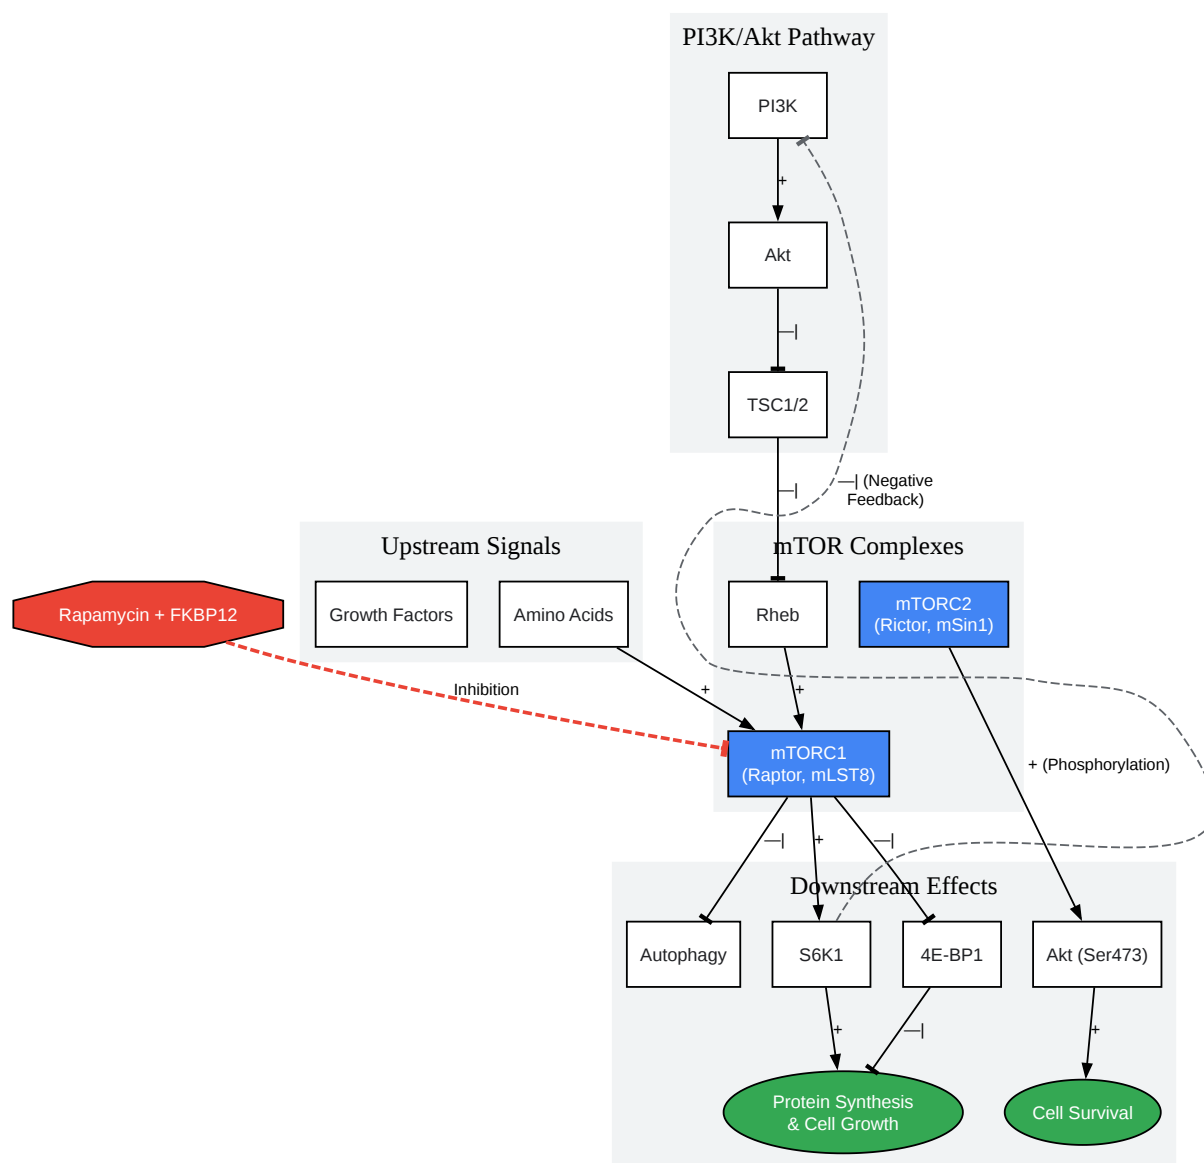 PI3K/Akt Pathway
PI3K
+
Akt
—|
TSC1/2
—|
—| (Negative
Feedback)
Upstream Signals
mTOR Complexes
Rapamycin + FKBP12
Growth Factors
Amino Acids
Rheb
mTORC2
(Rictor, mSin1)
Inhibition
+
+
mTORC1
(Raptor, mLST8)
+ (Phosphorylation)
—|
+
—|
Downstream Effects
Autophagy
S6K1
4E-BP1
Akt (Ser473)
+
—|
+
Protein Synthesis
& Cell Growth
Cell Survival